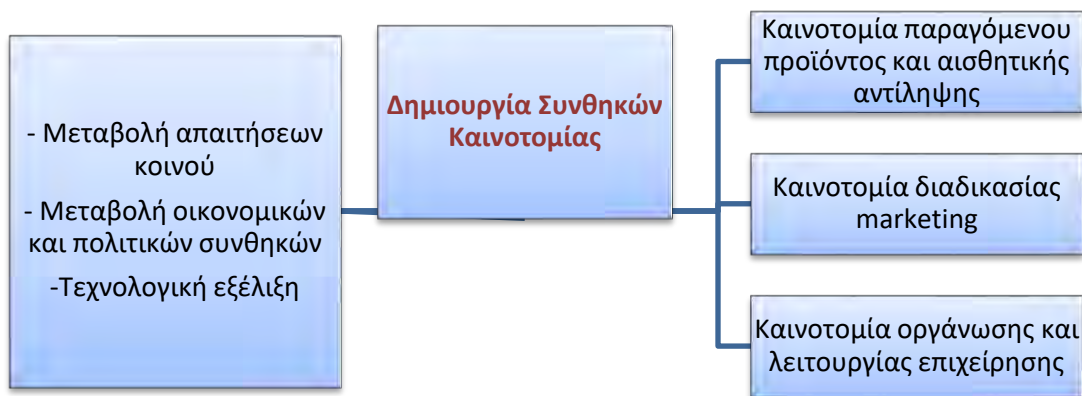 - Μεταβολή απαιτήσεων
κοινού
- Μεταβολή οικονομικών
και πολιτικών συνθηκών
-Τεχνολογική εξέλιξη
Δημιουργία Συνθηκών
Καινοτομίας
Καινοτομία παραγόμενου
προϊόντος και αισθητικής
αντίληψης
Καινοτομία διαδικασίας
marketing
Καινοτομία οργάνωσης και
λειτουργίας επιχείρησης